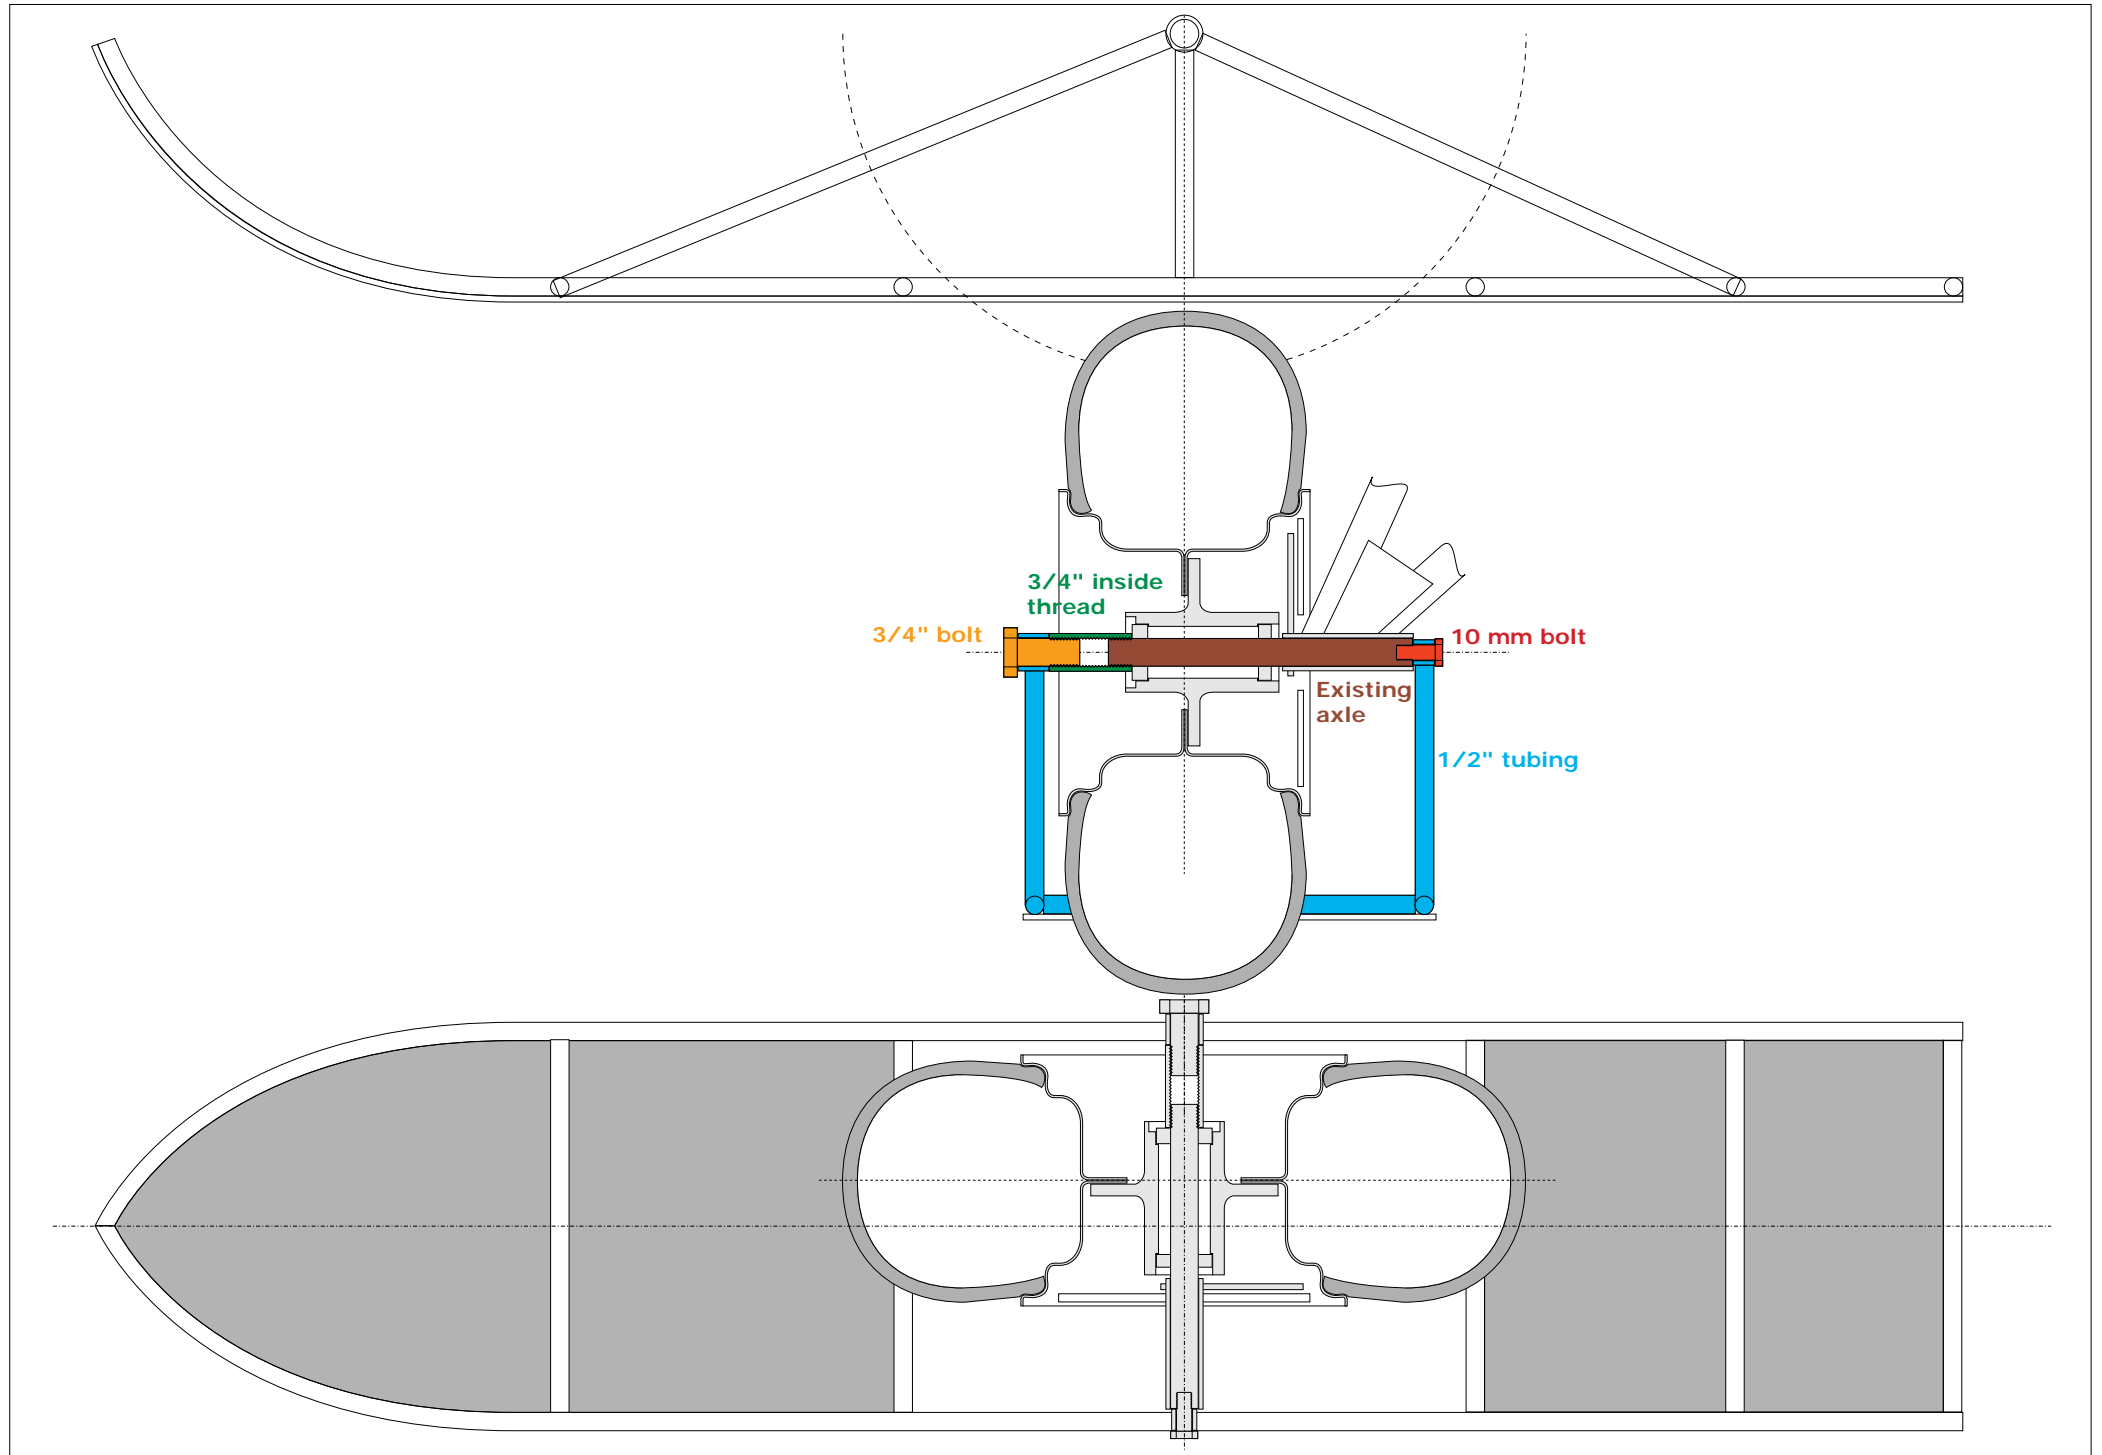 3/4" inside
thread
3/4" bolt
10 mm bolt
Existing
axle
1/2" tubing